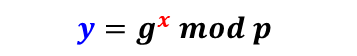 y = g^x mod p